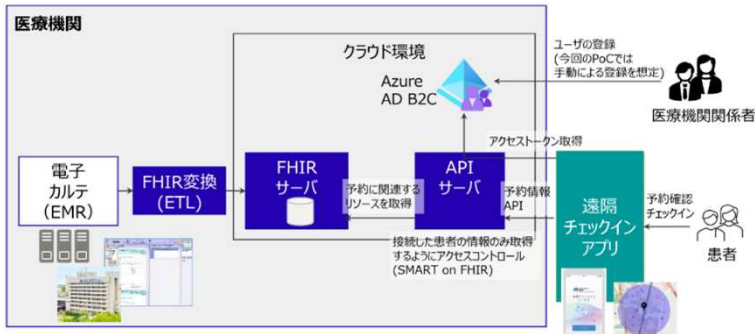 医療機関
クラウド環境
Azure
AD B2C
ユーザの登録
(今回のPoCでは
手動による登録を想定)
医療機関関係者
アクセストークン取得
電子
カルテ
(EMR)
FHIR変換
(ETL)
FHIR
サーバ
予約に関連する
リソースを取得
API
サーバ
予約情報
API
遠隔
チェックイン
アプリ
予約確認
チェックイン
患者
接続した患者の情報のみ取得
するようにアクセスコントロール
(SMART on FHIR)